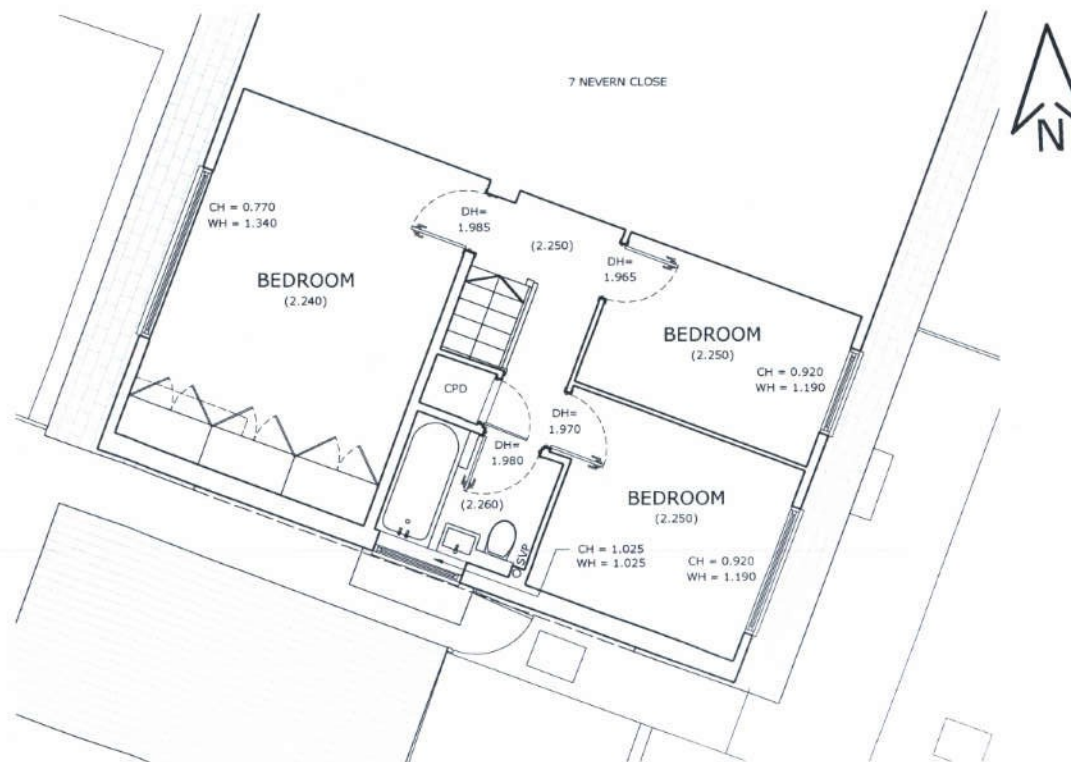 7 NEVERN CLOSE
N
CH = 0.770
WH = 1.340
DH=
1.985
(2.250)
DH=
1.965
BEDROOM
(2.240)
BEDROOM
(2.250)
CH = 0.920
WH = 1.190
CPD
DH=
1.970
DH=
1.980
(2.260)
BEDROOM
(2.250)
SVP
CH = 1.025
WH = 1.025
CH = 0.920
WH = 1.190